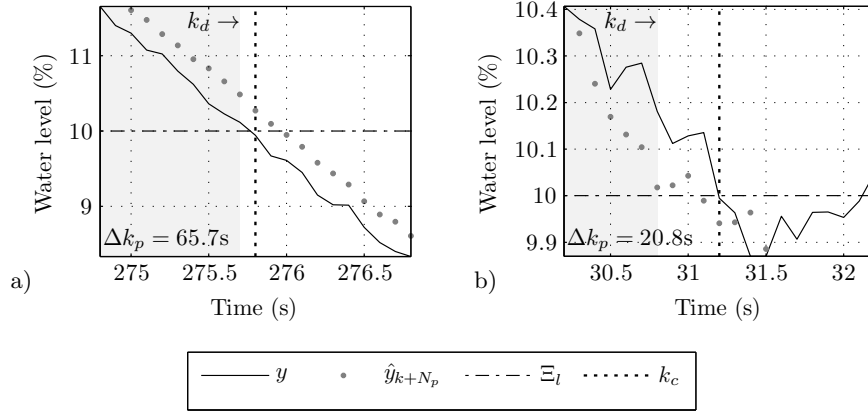 k_d →
11
10
9
Water level (%)
Δk_p = 65.7s
275
275.5
276
276.5
a)
Time (s)
k_d →
10.4
10.3
10.2
10.1
10
9.9
Water level (%)
Δk_p = 20.8s
30.5
31
31.5
32
b)
Time (s)
y ŷ_{k+N_p} Ξ_l k_c